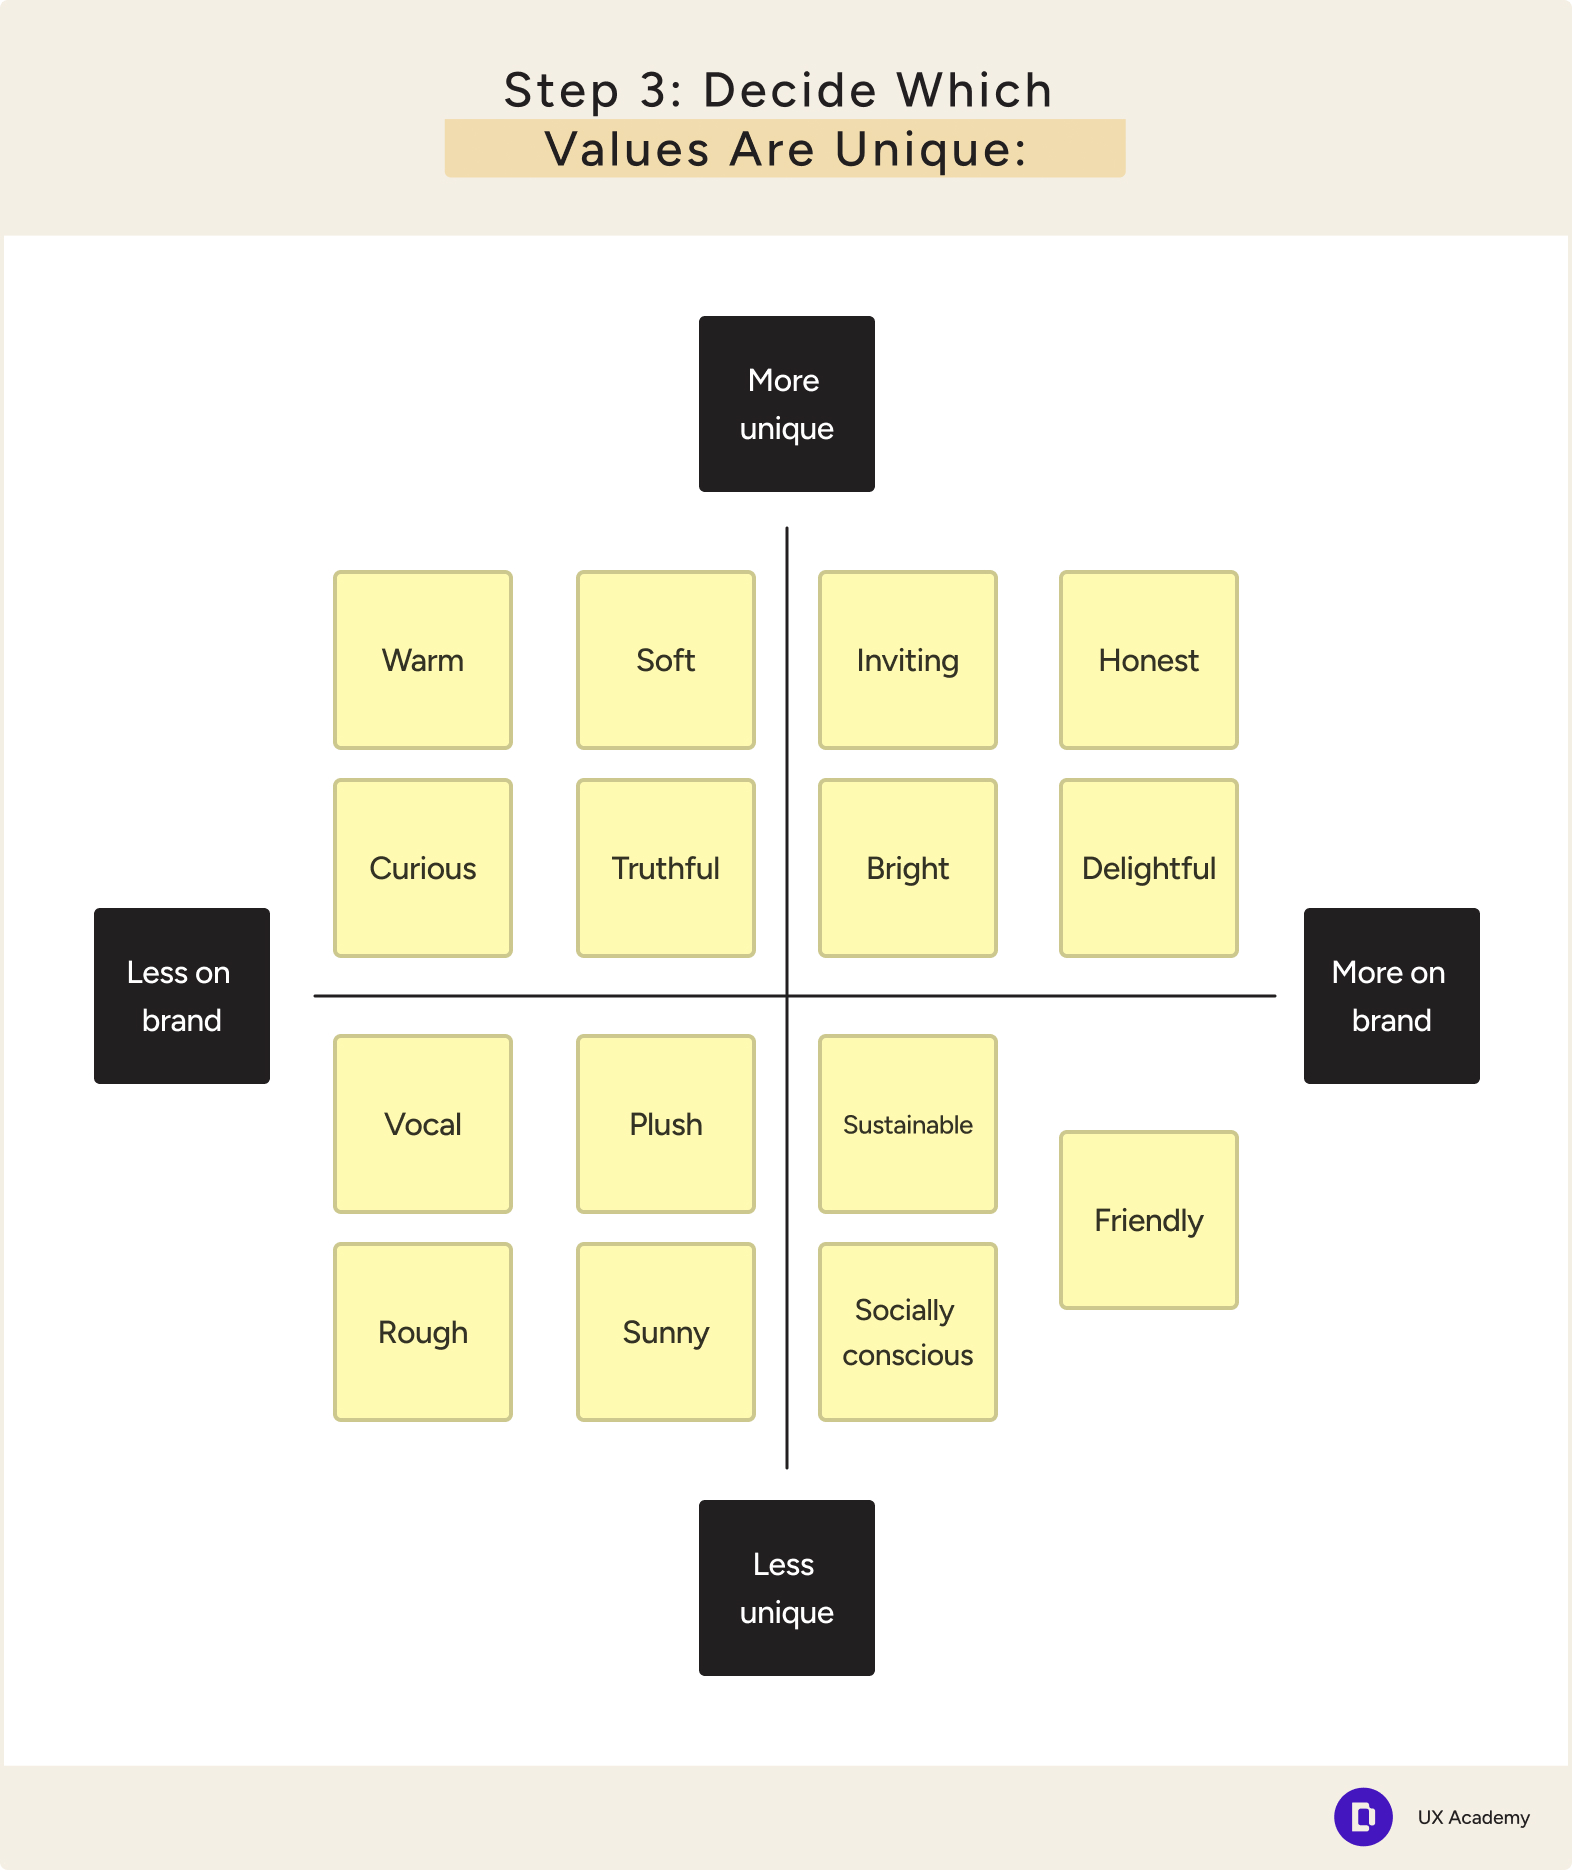 Step 3: Decide Which
Values Are Unique:
More
unique
Warm
Soft
Inviting
Honest
Curious
Truthful
Bright
Delightful
Less on
brand
More on
brand
Vocal
Plush
Sustainable
Friendly
Rough
Sunny
Socially
conscious
Less
unique
UX Academy